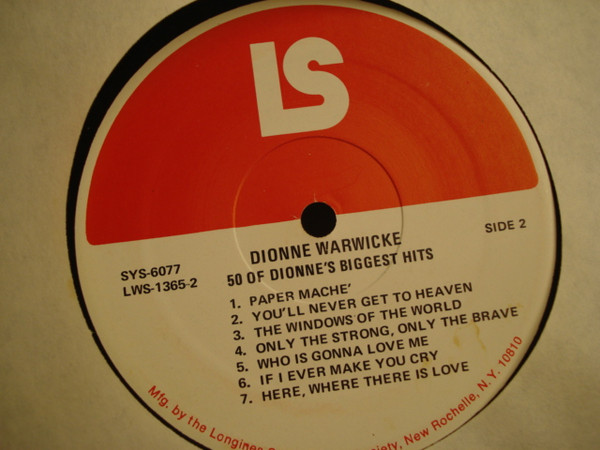 LS
DIONNE WARWICKE
50 OF DIONNE'S BIGGEST HITS
SIDE 2
SYS-6077
LWS-1365-2
1. PAPER MACHE'
2. YOU'LL NEVER GET TO HEAVEN
3. THE WINDOWS OF THE WORLD
4. ONLY THE STRONG, ONLY THE BRAVE
5. WHO IS GONNA LOVE ME
6. IF I EVER MAKE YOU CRY
7. HERE, WHERE THERE IS LOVE
Mfg. by the Longines New Rochelle, N.Y. 10810